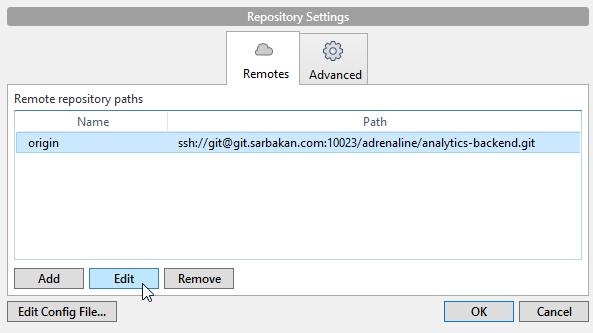 Repository Settings
Remotes
Advanced
Remote repository paths
Name Path
origin ssh://git@git.sarbakan.com:10023/adrenaline/analytics-backend.git
Add Edit Remove
Edit Config File... OK Cancel